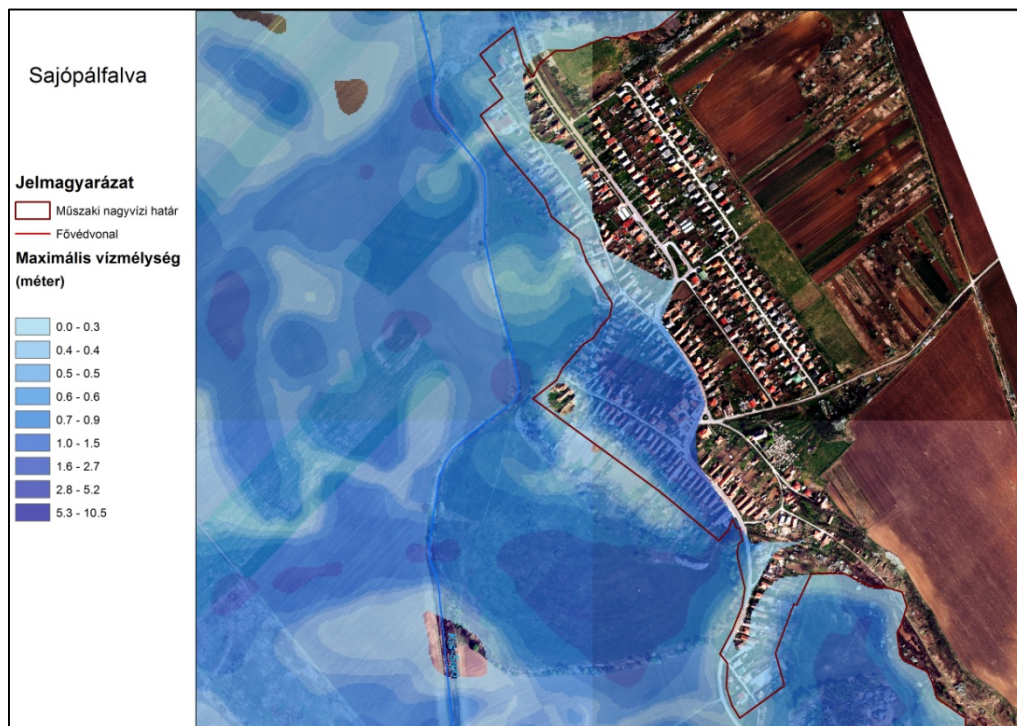 Sajópálfalva
Jelmagyarázat
Műszaki nagyvízi határ
Fővédvonal
Maximális vízmélység
(méter)
0.0 - 0.3
0.4 - 0.4
0.5 - 0.5
0.6 - 0.6
0.7 - 0.9
1.0 - 1.5
1.6 - 2.7
2.8 - 5.2
5.3 - 10.5